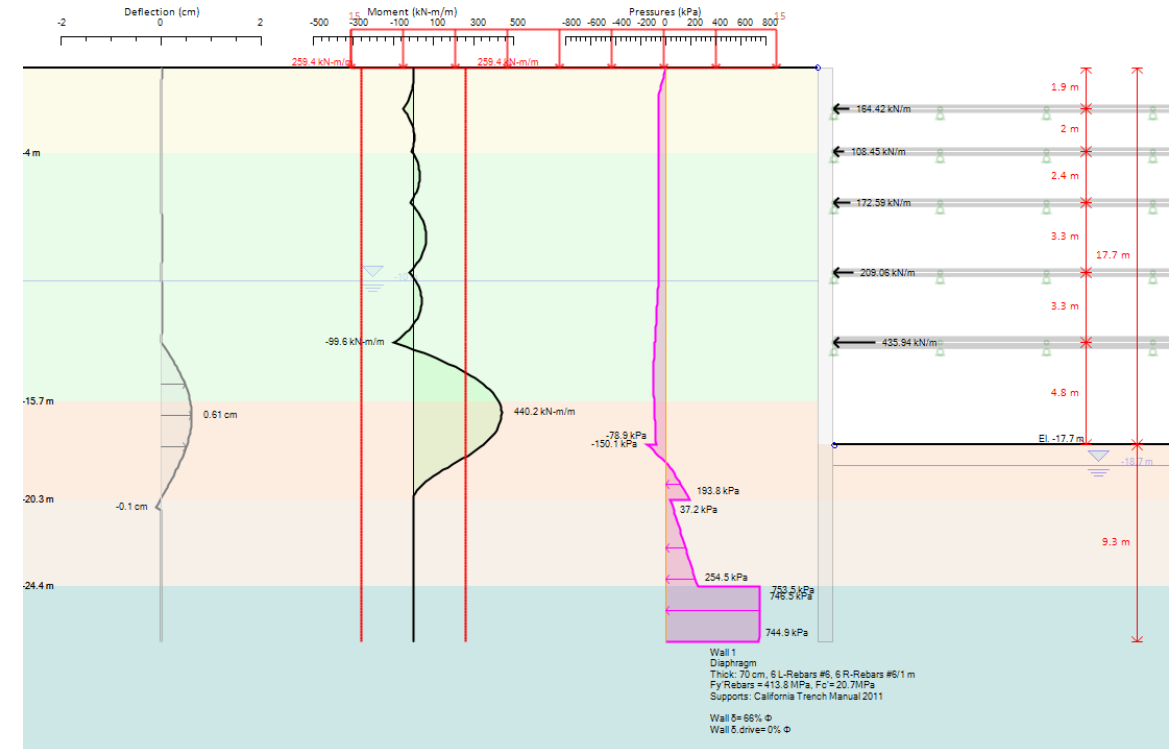 Deflection (cm)
Moment (kN-m/m)
Pressures (kPa)
15
15
-2 0 2
-500 -300 -100 100 300 500
-800 -600 -400 -200 0 200 400 600 800
259.4 kN-m/m
259.4 kN-m/m
1.9 m
164.42 kN/m
2 m
-4 m
108.45 kN/m
2.4 m
172.59 kN/m
3.3 m
17.7 m
209.06 kN/m
3.3 m
-99.6 kN-m/m
435.94 kN/m
4.8 m
-15.7 m
0.61 cm
440.2 kN-m/m
-78.9 kPa
-150.1 kPa
El. -17.7 m
-18.7 m
193.8 kPa
-20.3 m
-0.1 cm
37.2 kPa
9.3 m
254.5 kPa
-24.4 m
753.5 kPa
746.5 kPa
744.9 kPa
Wall 1
Diaphragm
Thick: 70 cm, 6 L-Rebars #6, 6 R-Rebars #6/1 m
Fy'Rebars = 413.8 MPa, Fc'= 20.7MPa
Supports: California Trench Manual 2011
Wall δ= 66% Φ
Wall δ.drive= 0% Φ